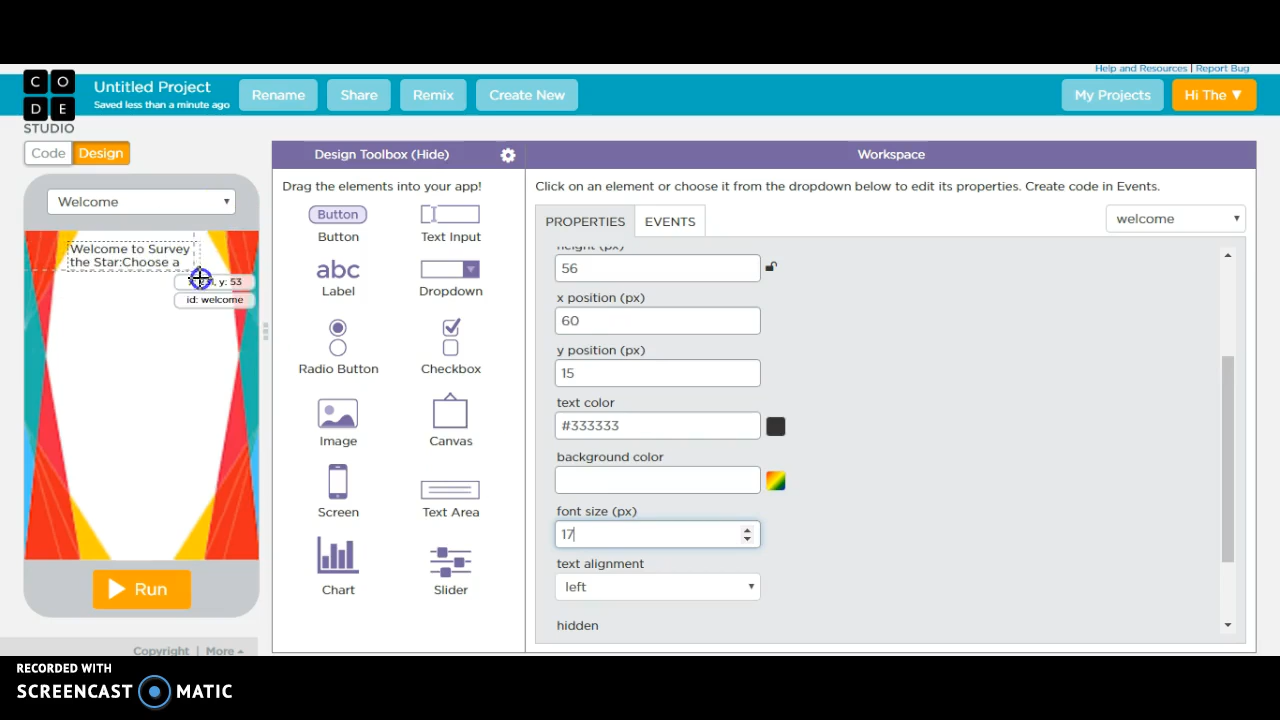 Help and Resources | Report Bug
C O
D E
STUDIO
Untitled Project
Saved less than a minute ago
Rename
Share
Remix
Create New
My Projects
Hi The ▼
Code
Design
Design Toolbox (Hide)
Workspace
Welcome
Drag the elements into your app!
Click on an element or choose it from the dropdown below to edit its properties. Create code in Events.
PROPERTIES
EVENTS
welcome
Button
Button
Text Input
abc
Label
Dropdown
Radio Button
Checkbox
Image
Canvas
Screen
Text Area
Chart
Slider
Welcome to Survey
the Star:Choose a
y: 53
id: welcome
height (px)
56
x position (px)
60
y position (px)
15
text color
#333333
background color
font size (px)
17
text alignment
left
hidden
Run
Copyright | More
RECORDED WITH
SCREENCAST MATIC